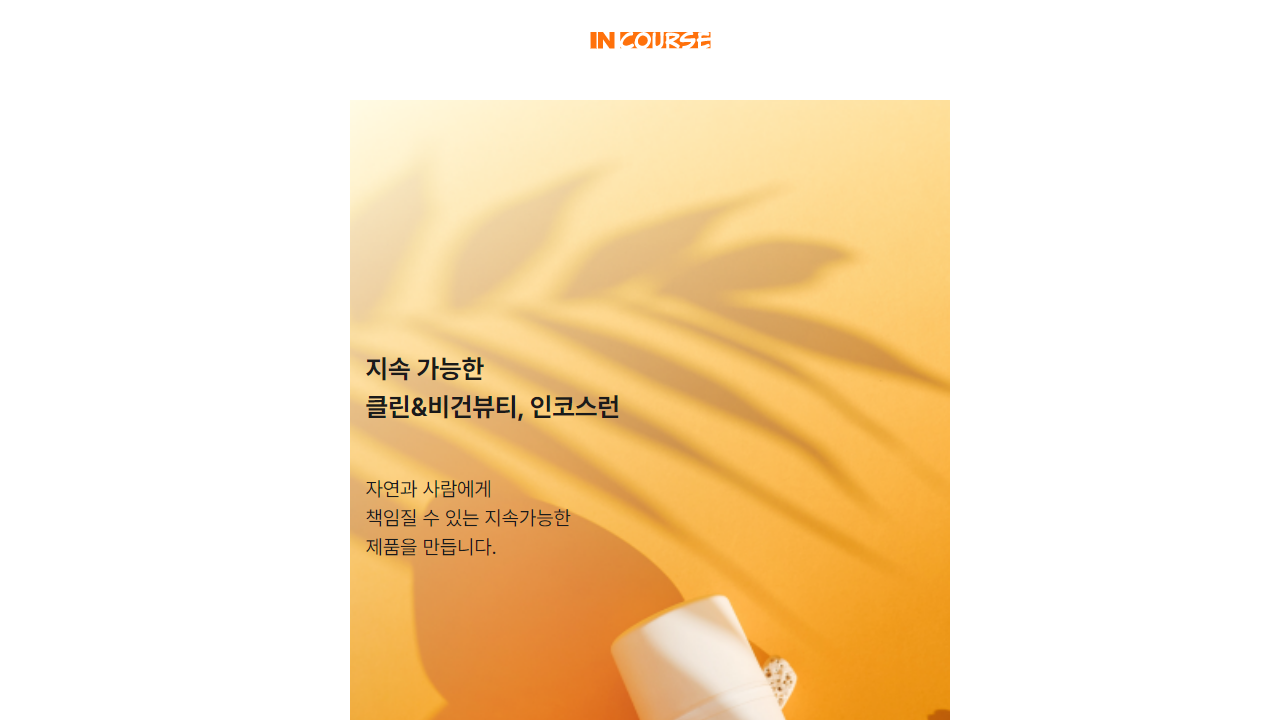 IN COURSE
지속 가능한
클린&비건뷰티, 인코스런
자연과 사람에게
책임질 수 있는 지속가능한
제품을 만듭니다.